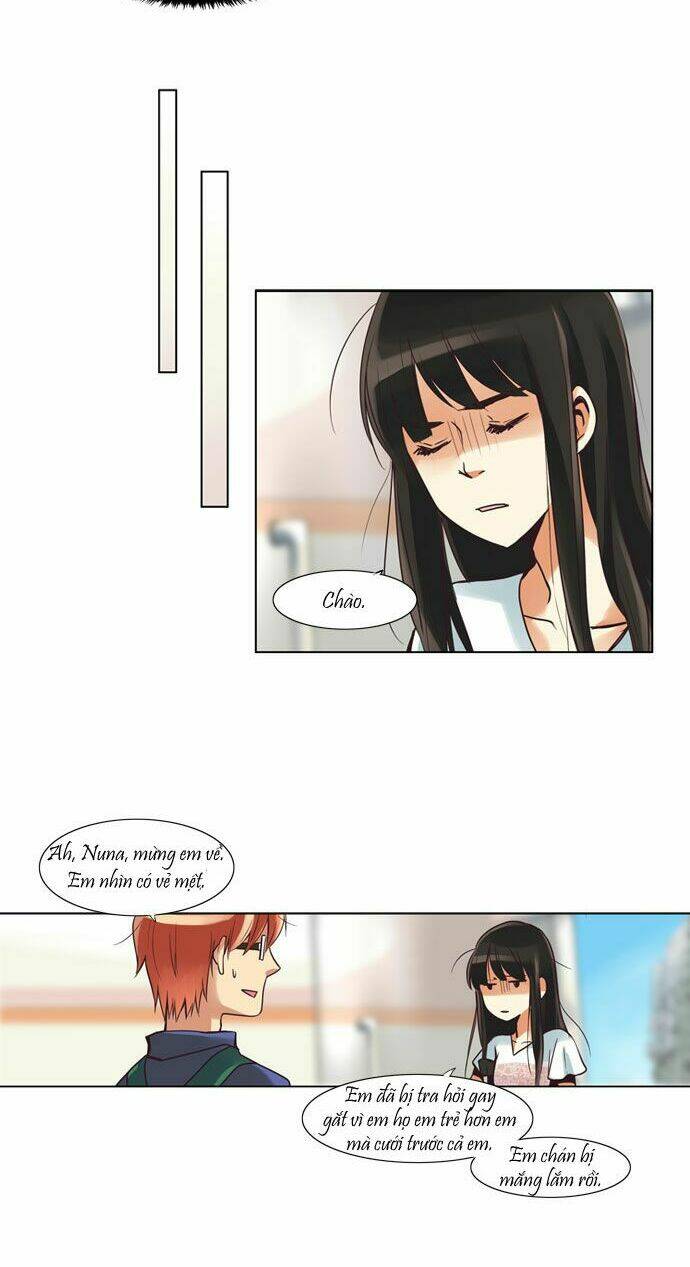 Chào.
Ah, Nuna, mừng em về.
Em nhìn có vẻ mệt.
Em đã bị tra hỏi gay
gắt vì em họ em trẻ hơn em
mà cưới trước cả em.
Em chán bị
mắng lắm rồi.